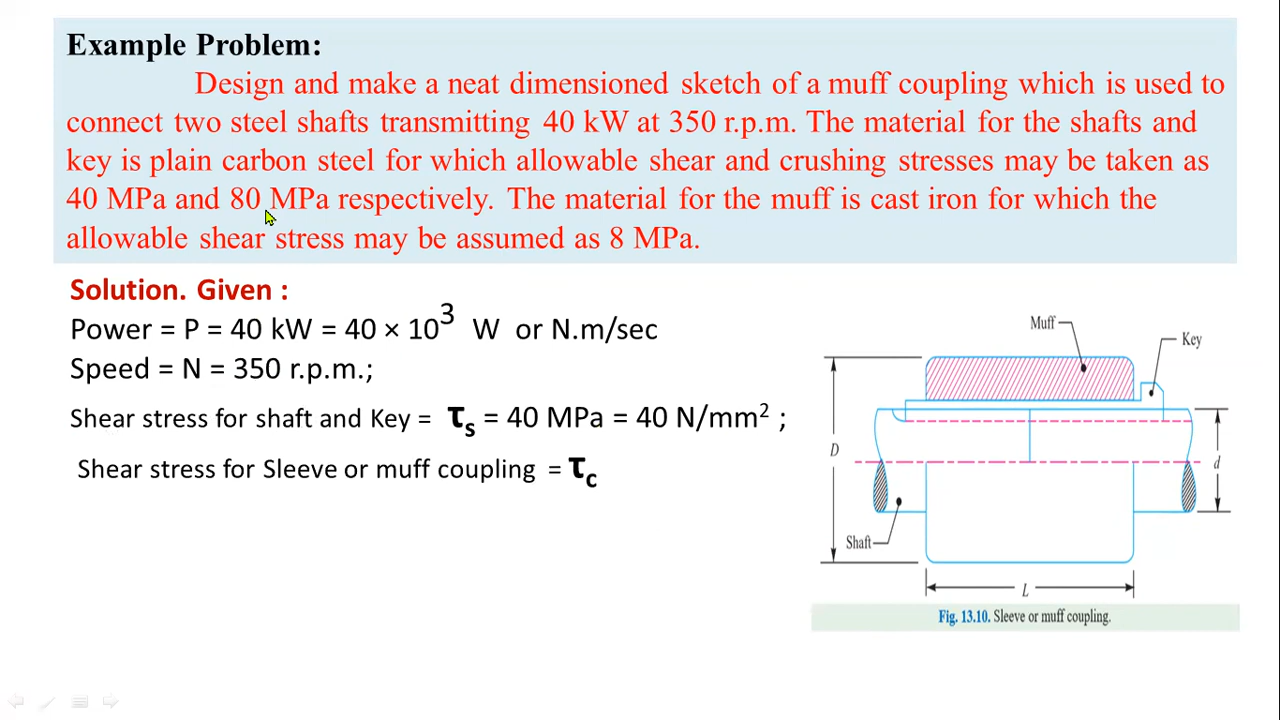 Example Problem:
Design and make a neat dimensioned sketch of a muff coupling which is used to
connect two steel shafts transmitting 40 kW at 350 r.p.m. The material for the shafts and
key is plain carbon steel for which allowable shear and crushing stresses may be taken as
40 MPa and 80 MPa respectively. The material for the muff is cast iron for which the
allowable shear stress may be assumed as 8 MPa.
Solution. Given :
Power = P = 40 kW = 40 × 10³ W or N.m/sec
Speed = N = 350 r.p.m.;
Shear stress for shaft and Key = τₛ = 40 MPa = 40 N/mm² ;
Shear stress for Sleeve or muff coupling = τc
Muff
Key
D
d
Shaft
L
Fig. 13.10. Sleeve or muff coupling.